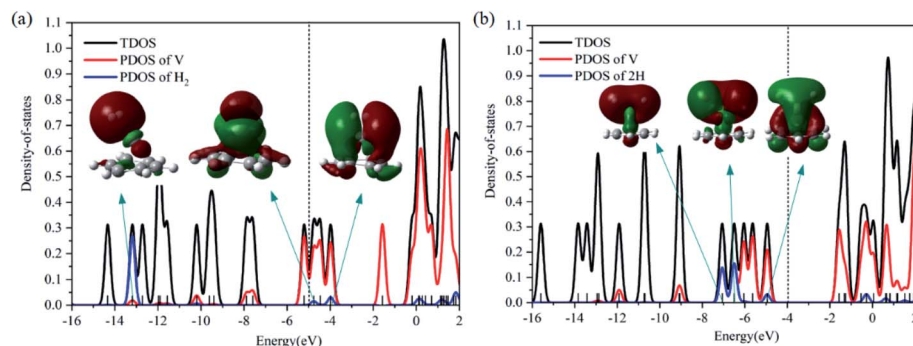 (a)
TDOS
PDOS of V
PDOS of H₂
Density-of-states
1.1
1.0
0.9
0.8
0.7
0.6
0.5
0.4
0.3
0.2
0.1
0.0
-16 -14 -12 -10 -8 -6 -4 -2 0 2
Energy(eV)
(b)
TDOS
PDOS of V
PDOS of 2H
Density-of-states
1.1
1.0
0.9
0.8
0.7
0.6
0.5
0.4
0.3
0.2
0.1
0.0
-16 -14 -12 -10 -8 -6 -4 -2 0 2
Energy(eV)